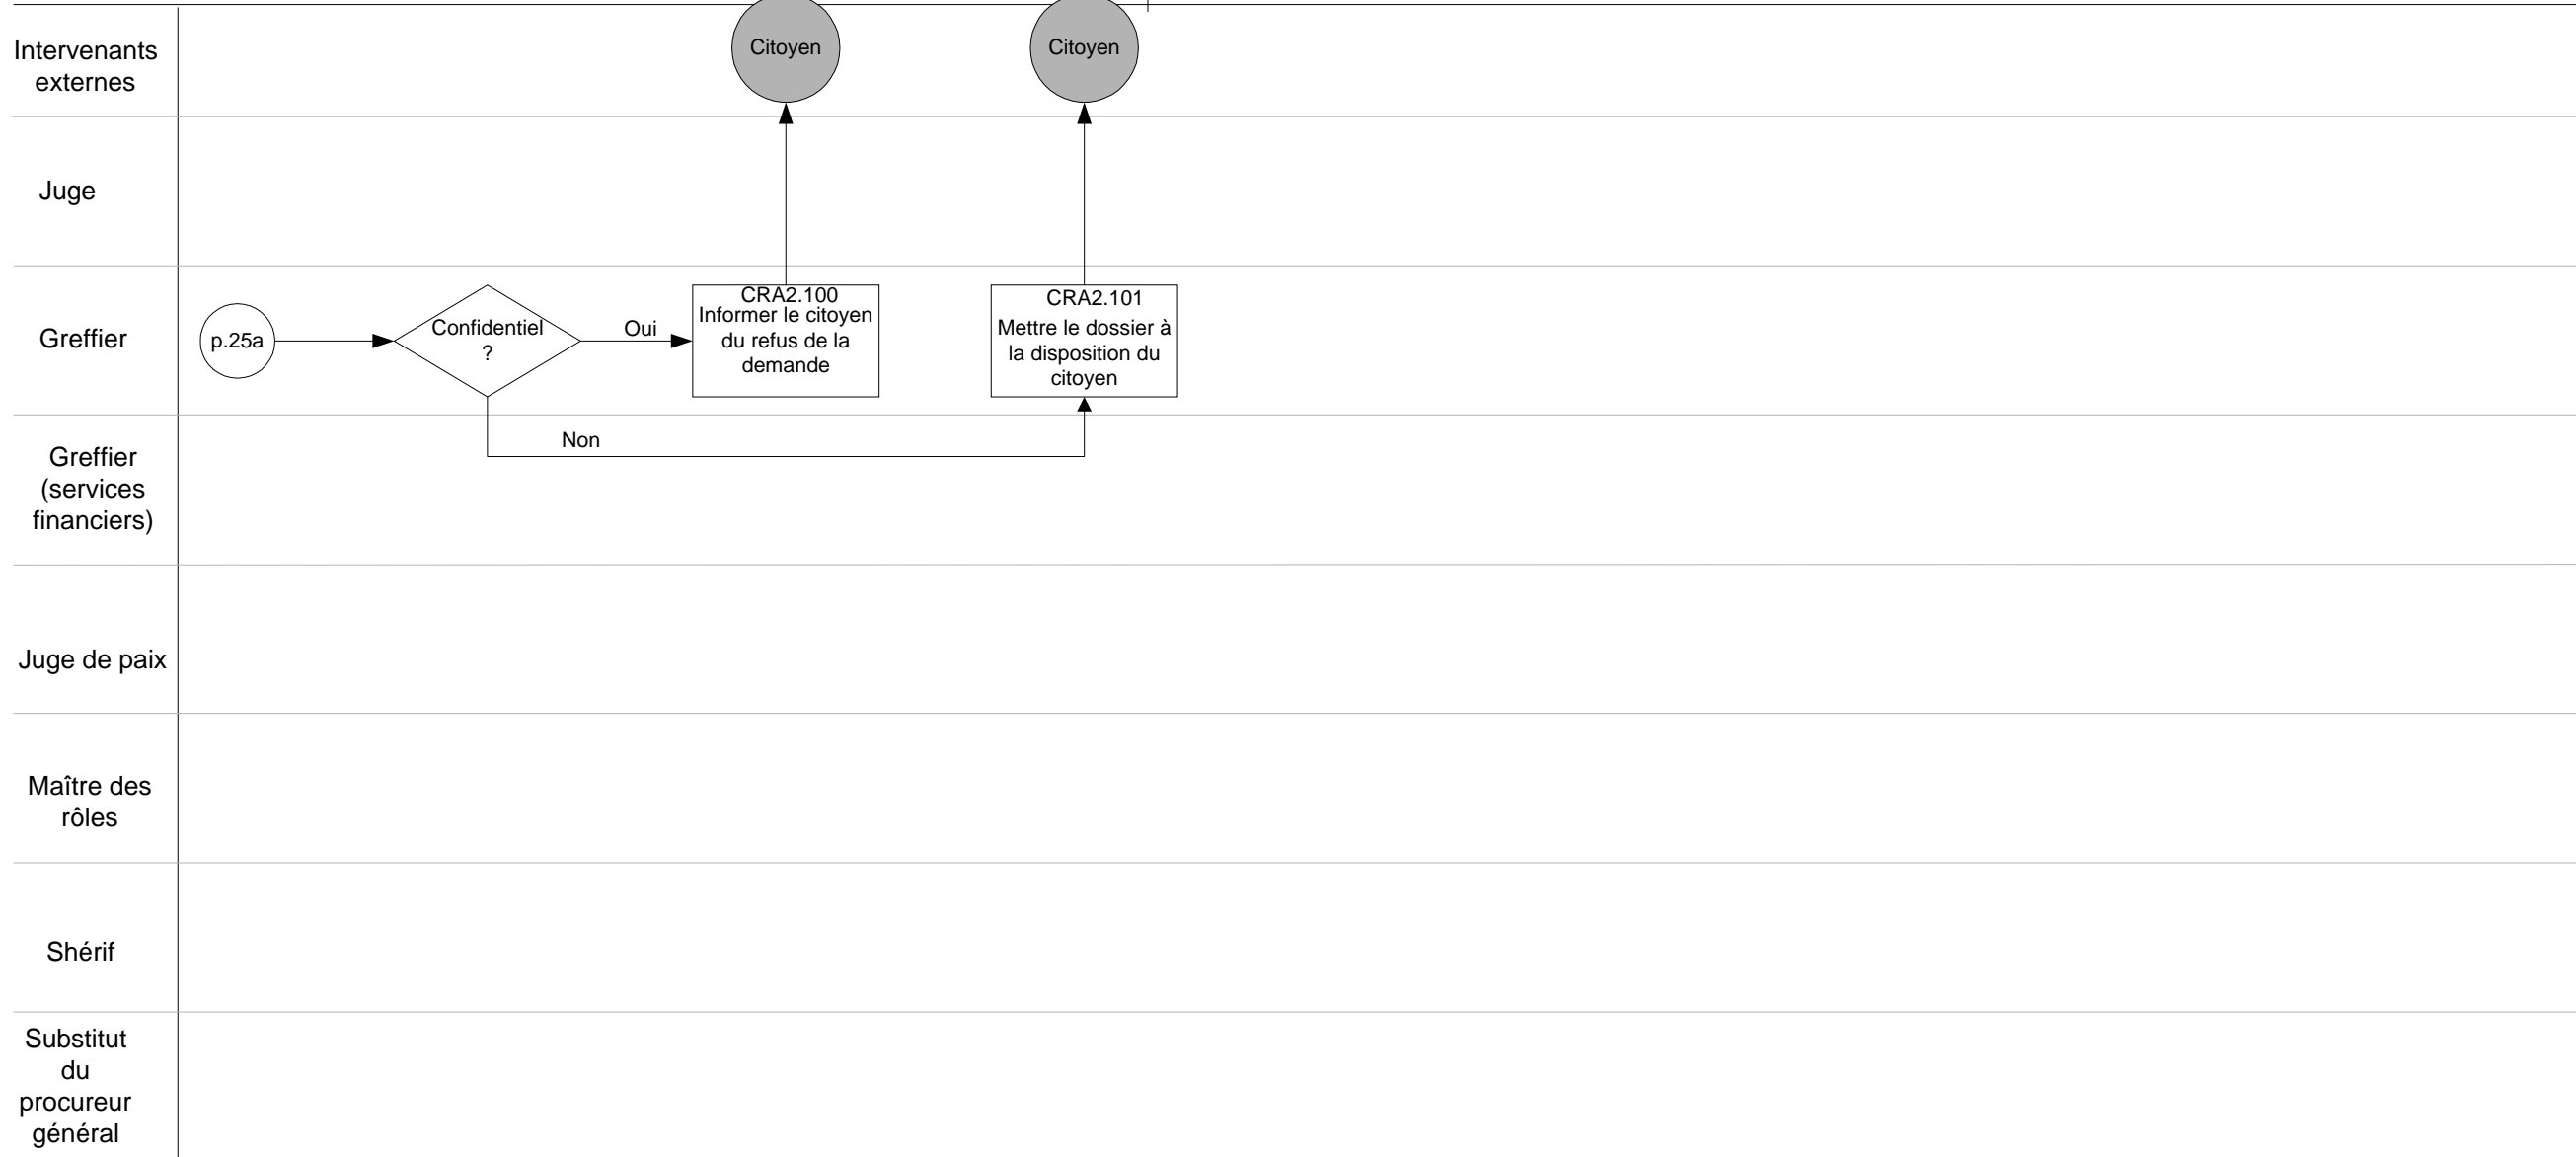 Intervenants
externes
Citoyen
Citoyen
Juge
Greffier
p.25a
Confidentiel
?
Oui
CRA2.100
Informer le citoyen
du refus de la
demande
CRA2.101
Mettre le dossier à
la disposition du
citoyen
Non
Greffier
(services
financiers)
Juge de paix
Maître des
rôles
Shérif
Substitut
du
procureur
général